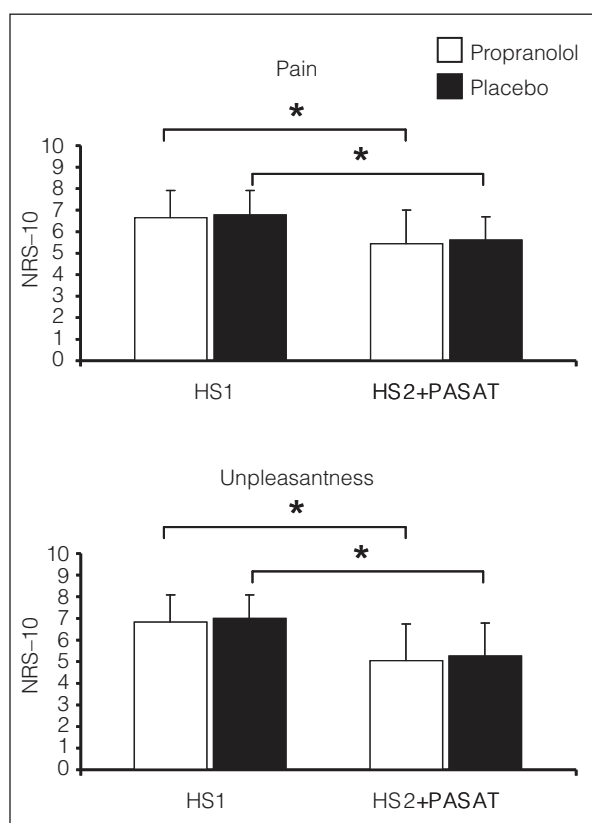 Propranolol
Placebo
Pain
*
*
10
9
8
7
6
5
4
3
2
1
0
NRS–10
HS1
HS2+PASAT
Unpleasantness
*
*
10
9
8
7
6
5
4
3
2
1
0
NRS–10
HS1
HS2+PASAT